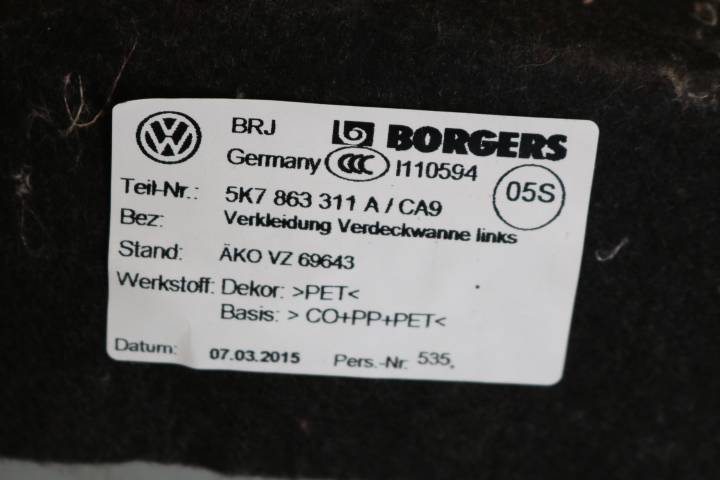 BRJ BORGERS
Germany CCC I110594
05S
Teil-Nr.: 5K7 863 311 A / CA9
Bez: Verkleidung Verdeckwanne links
Stand: ÄKO VZ 69643
Werkstoff: Dekor: >PET<
Basis: > CO+PP+PET<
Datum: 07.03.2015 Pers.-Nr. 535.